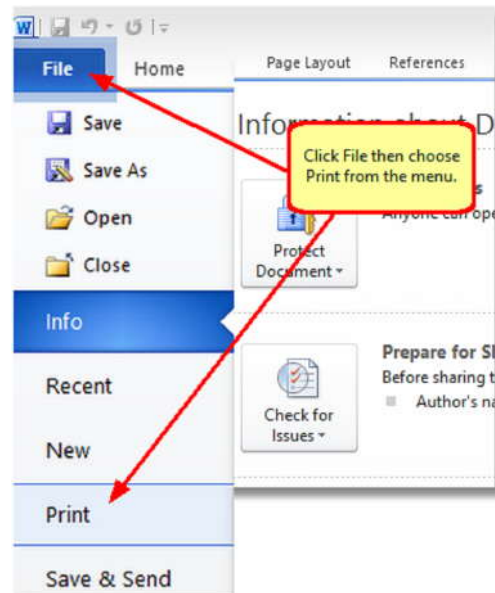 W
File Home Page Layout References
Save
Save As
Open
Close
Info
Recent
New
Print
Save & Send
Information about D
Click File then choose
Print from the menu.
Anyone can ope
Protect
Document
Prepare for S
Before sharing t
Author's na
Check for
Issues